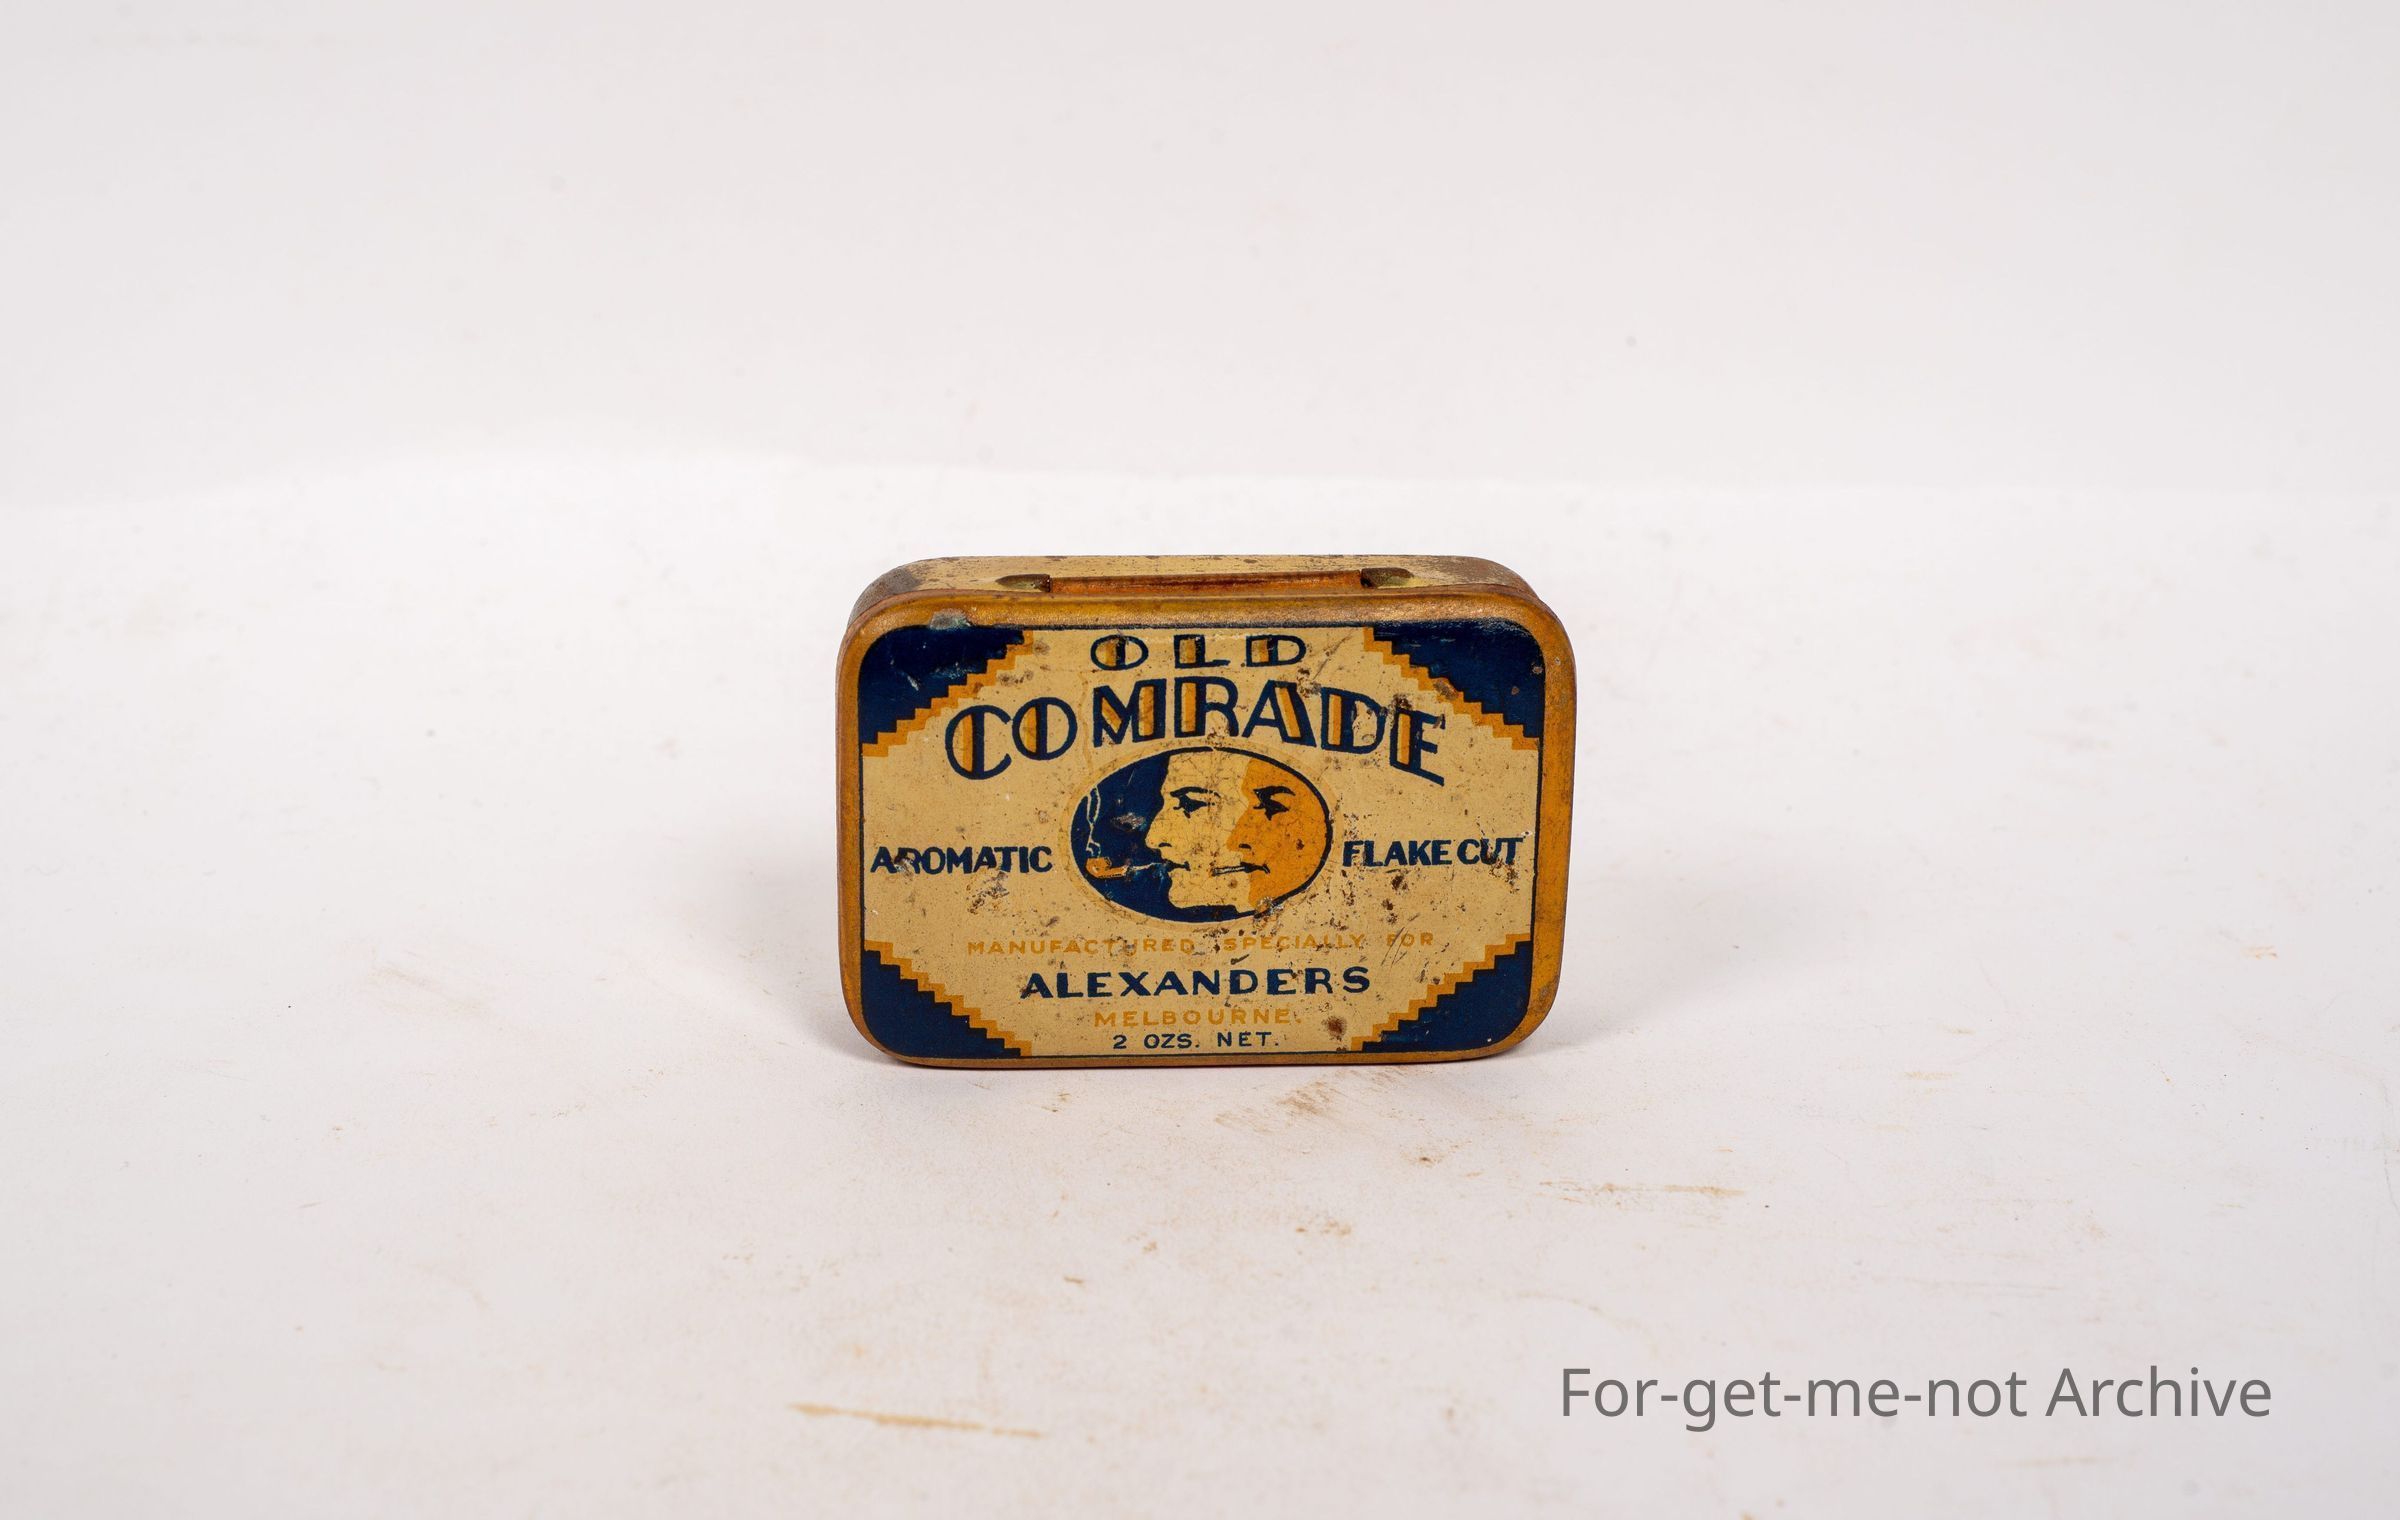 OLD
COMRADE
AROMATIC
FLAKE CUT
MANUFACTURED SPECIALLY FOR
ALEXANDERS
MELBOURNE.
2 OZS. NET.
For-get-me-not Archive